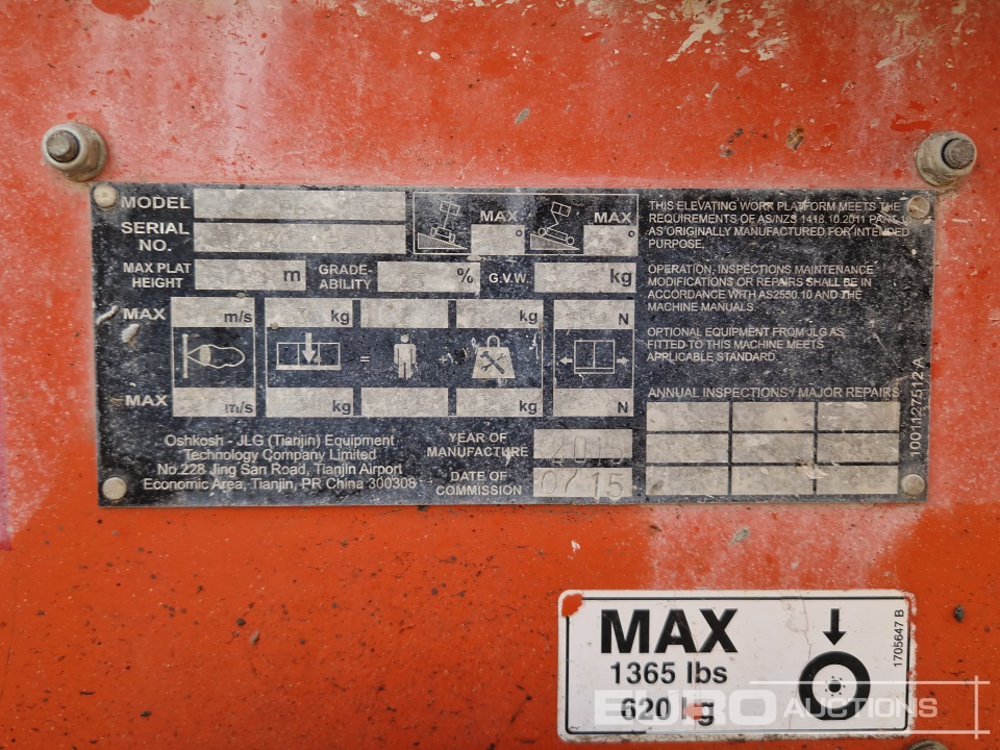 MODEL
SERIAL
NO.
MAX
°
MAX
°
MAX PLAT
HEIGHT
m
GRADE-
ABILITY
%
G.V.W.
kg
MAX
m/s
kg
kg
N
=
+
MAX
m/s
kg
kg
N
Oshkosh - JLG (Tianjin) Equipment
Technology Company Limited
No.228 Jing San Road, Tianjin Airport
Economic Area, Tianjin, PR China 300308
YEAR OF
MANUFACTURE
2015
DATE OF
COMMISSION
07 15
THIS ELEVATING WORK PLATFORM MEETS THE
REQUIREMENTS OF AS/NZS 1418.10.2011 PART 1
AS ORIGINALLY MANUFACTURED FOR INTENDED
PURPOSE.
OPERATION, INSPECTIONS MAINTENANCE
MODIFICATIONS OR REPAIRS SHALL BE IN
ACCORDANCE WITH AS2550.10 AND THE
MACHINE MANUALS.
OPTIONAL EQUIPMENT FROM JLG AS
FITTED TO THIS MACHINE MEETS
APPLICABLE STANDARD.
ANNUAL INSPECTIONS / MAJOR REPAIRS
1001127512 A
MAX
1365 lbs
620 kg
1705647 B
EURO AUCTIONS